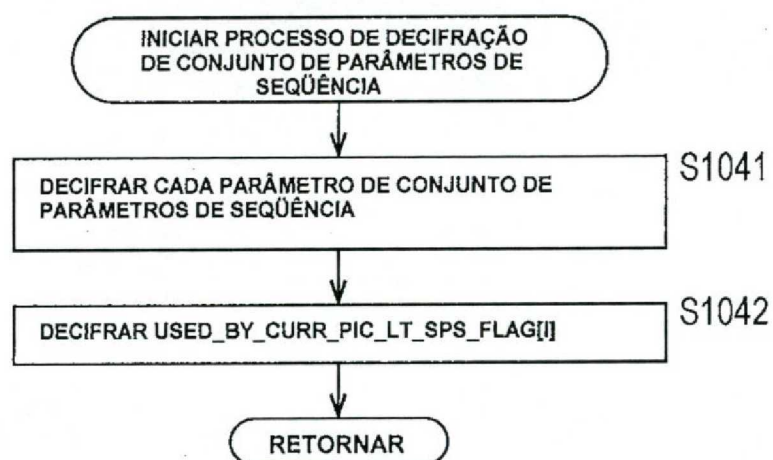 INICIAR PROCESSO DE DECIFRAÇÃO
DE CONJUNTO DE PARÂMETROS DE
SEQÜÊNCIA
S1041
DECIFRAR CADA PARÂMETRO DE CONJUNTO DE
PARÂMETROS DE SEQÜÊNCIA
S1042
DECIFRAR USED_BY_CURR_PIC_LT_SPS_FLAG[I]
RETORNAR